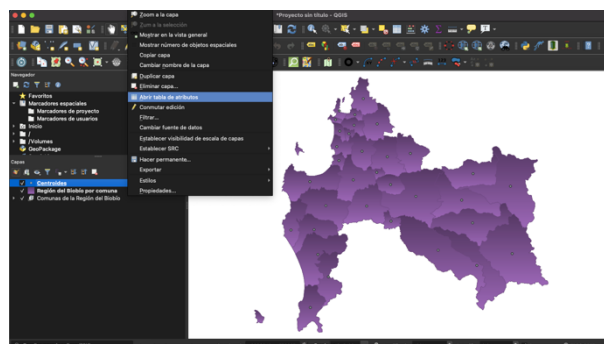 *Proyecto sin título - QGIS
Zoom a la capa
Zum a la selección
Mostrar en la vista general
Mostrar número de objetos espaciales
Copiar capa
Cambiar nombre de la capa
Duplicar capa
Eliminar capa...
Abrir tabla de atributos
Conmutar edición
Filtrar...
Cambiar fuente de datos
Establecer visibilidad de escala de capas
Establecer SRC
Hacer permanente...
Exportar
Estilos
Propiedades...
Navegador
Favoritos
Marcadores espaciales
Marcadores de proyecto
Marcadores de usuarios
Inicio
/
/Volumes
GeoPackage
Capas
Centroides
Región del Biobío por comuna
Comunas de la Región del Biobío